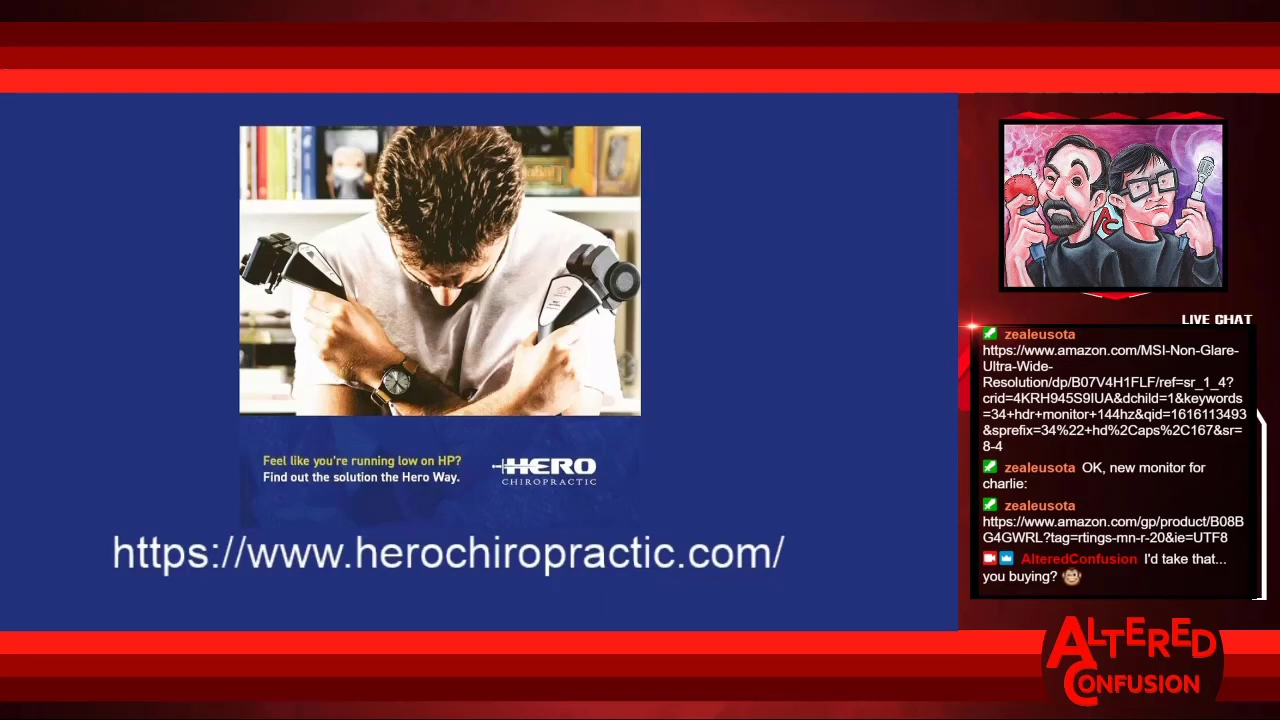 Feel like you're running low on HP?
Find out the solution the Hero Way.
HERO
CHIROPRACTIC
https://www.herochiropractic.com/
LIVE CHAT
zealeusota
https://www.amazon.com/MSI-Non-Glare-
Ultra-Wide-
Resolution/dp/B07V4H1FLF/ref=sr_1_4?
crid=4KRH945S9IUA&dchild=1&keywords
=34+hdr+monitor+144hz&qid=1616113493
&sprefix=34%22+hd%2Caps%2C167&sr=
8-4
zealeusota OK, new monitor for
charlie:
zealeusota
https://www.amazon.com/gp/product/B08B
G4GWRL?tag=rtings-mn-r-20&ie=UTF8
AlteredConfusion I'd take that...
you buying?
ALTERED
CONFUSION